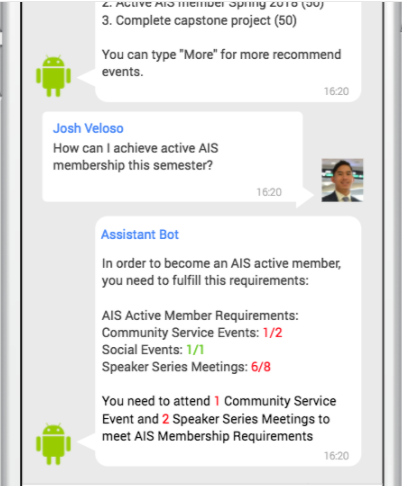 2. Active AIS member Spring 2018 (50)
3. Complete capstone project (50)
You can type "More" for more recommend
events.
16:20
Josh Veloso
How can I achieve active AIS
membership this semester?
16:20
Assistant Bot
In order to become an AIS active member,
you need to fulfill this requirements:
AIS Active Member Requirements:
Community Service Events: 1/2
Social Events: 1/1
Speaker Series Meetings: 6/8
You need to attend 1 Community Service
Event and 2 Speaker Series Meetings to
meet AIS Membership Requirements
16:20